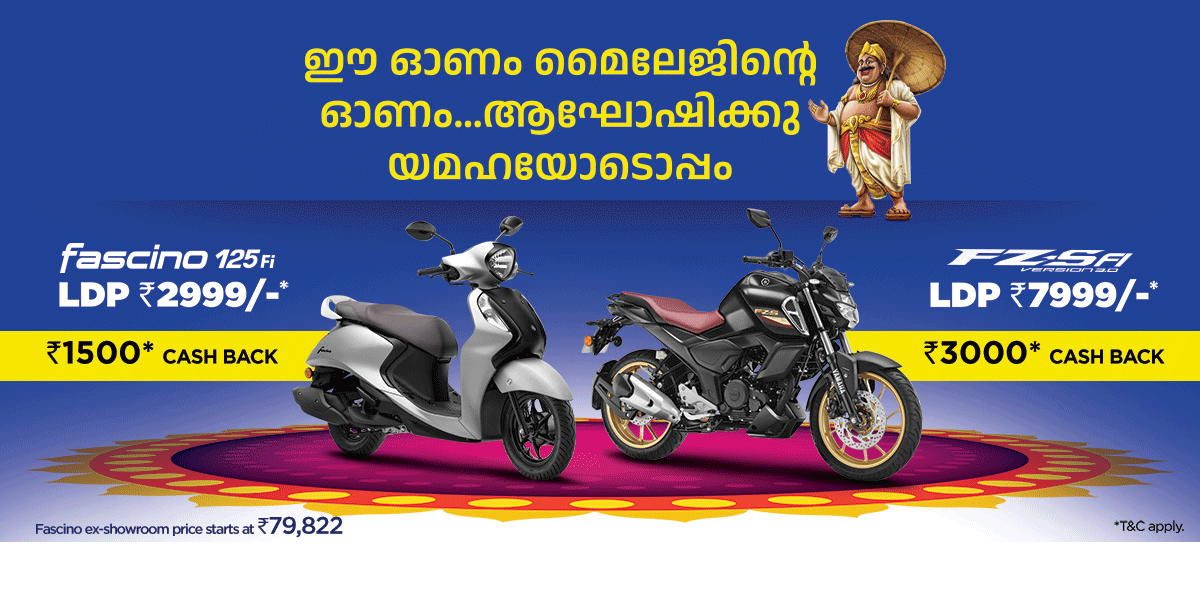 ഈ ഓണം മൈലേജിന്റെ
ഓണം...ആഘോഷിക്കു
യമഹയോടൊപ്പം
fascino 125 Fi
LDP ₹2999/-*
₹1500* CASH BACK
FZ-S FI
VERSION 3.0
LDP ₹7999/-*
₹3000* CASH BACK
Fascino ex-showroom price starts at ₹79,822
*T&C apply.